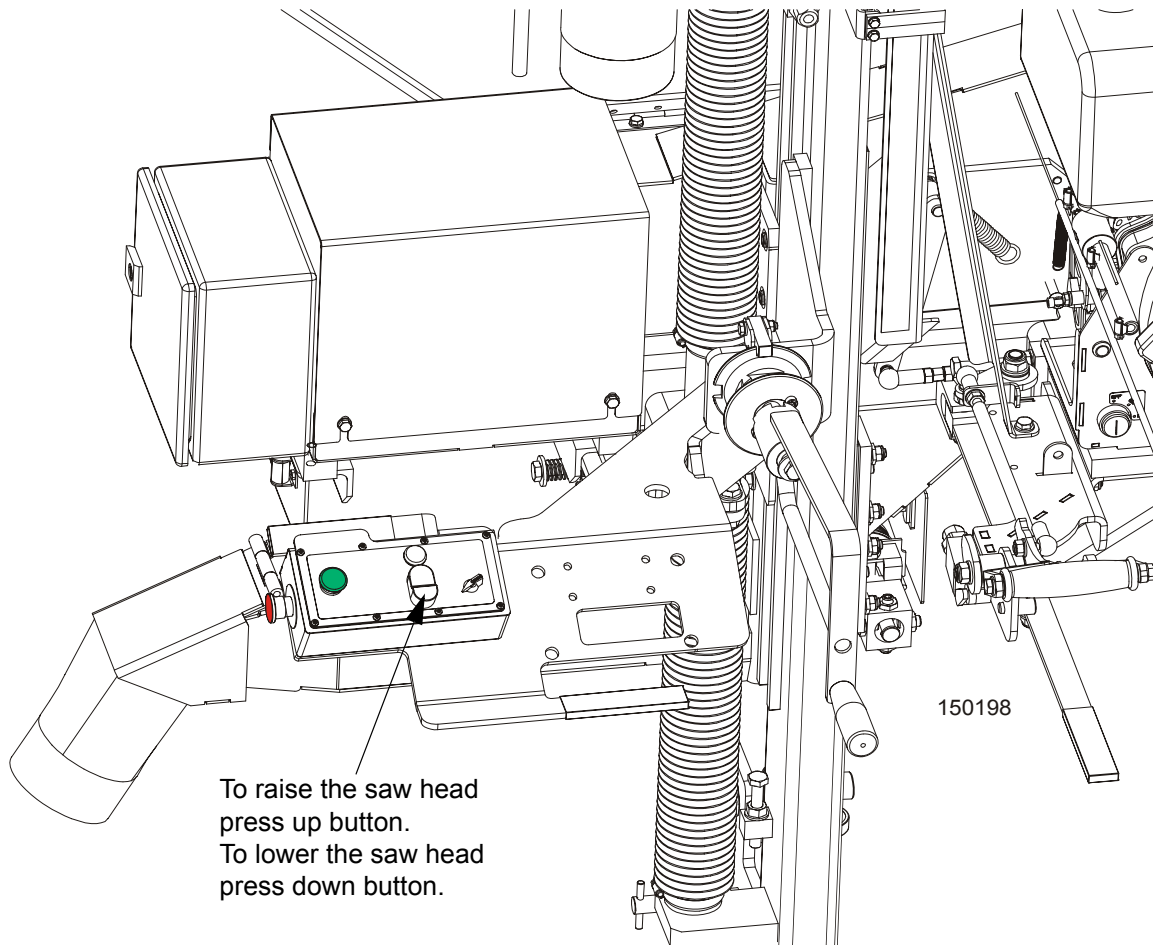 150198
To raise the saw head
press up button.
To lower the saw head
press down button.